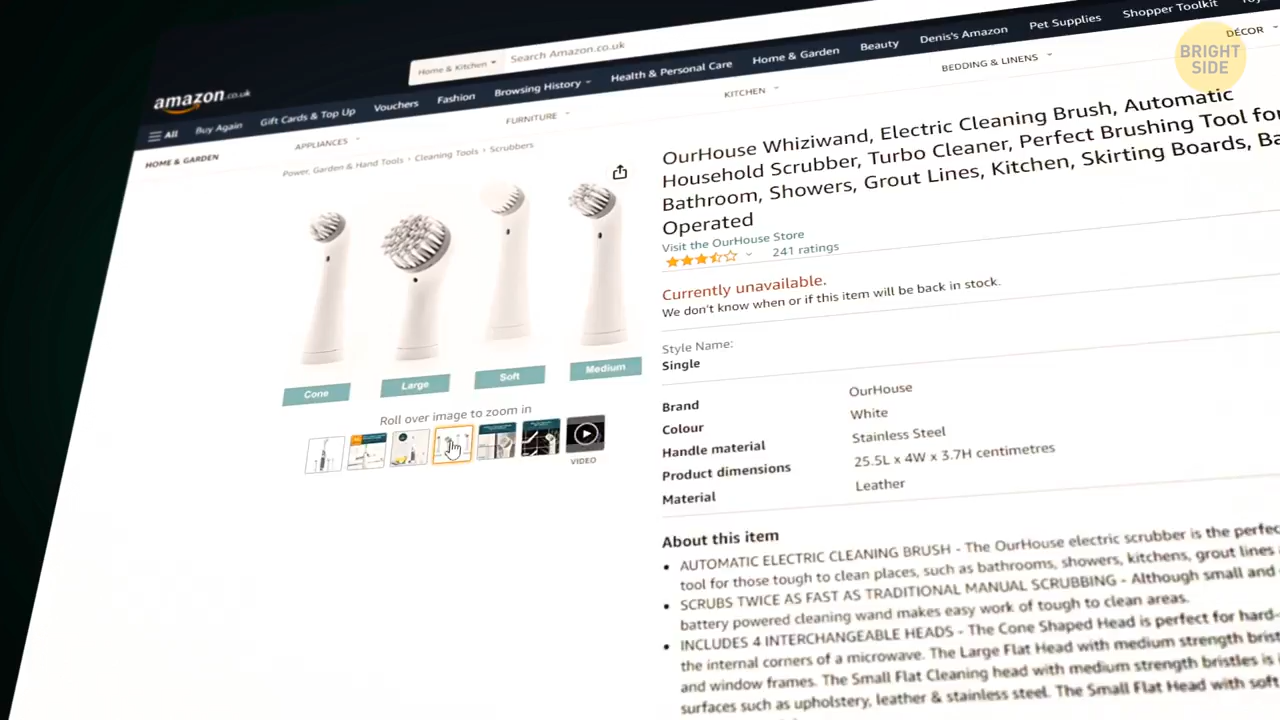 BRIGHT
SIDE
amazon.co.uk
Home & Kitchen
Search Amazon.co.uk
All
Buy Again
Gift Cards & Top Up
Vouchers
Fashion
Browsing History
Health & Personal Care
Home & Garden
Beauty
Denis's Amazon
Pet Supplies
Shopper Toolkit
HOME & GARDEN
APPLIANCES
FURNITURE
KITCHEN
BEDDING & LINENS
DÉCOR
Power, Garden & Hand Tools › Cleaning Tools › Scrubbers
OurHouse Whiziwand, Electric Cleaning Brush, Automatic
Household Scrubber, Turbo Cleaner, Perfect Brushing Tool for
Bathroom, Showers, Grout Lines, Kitchen, Skirting Boards, Ba
Operated
Visit the OurHouse Store
241 ratings
Currently unavailable.
We don't know when or if this item will be back in stock.
Cone
Large
Soft
Medium
Roll over image to zoom in
VIDEO
Style Name:
Single
Brand OurHouse
Colour White
Handle material Stainless Steel
Product dimensions 25.5L x 4W x 3.7H centimetres
Material Leather
About this item
• AUTOMATIC ELECTRIC CLEANING BRUSH - The OurHouse electric scrubber is the perfec
tool for those tough to clean places, such as bathrooms, showers, kitchens, grout lines
• SCRUBS TWICE AS FAST AS TRADITIONAL MANUAL SCRUBBING - Although small and
battery powered cleaning wand makes easy work of tough to clean areas.
• INCLUDES 4 INTERCHANGEABLE HEADS - The Cone Shaped Head is perfect for hard-
the internal corners of a microwave. The Large Flat Head with medium strength brist
and window frames. The Small Flat Cleaning head with medium strength bristles is
surfaces such as upholstery, leather & stainless steel. The Small Flat Head with soft